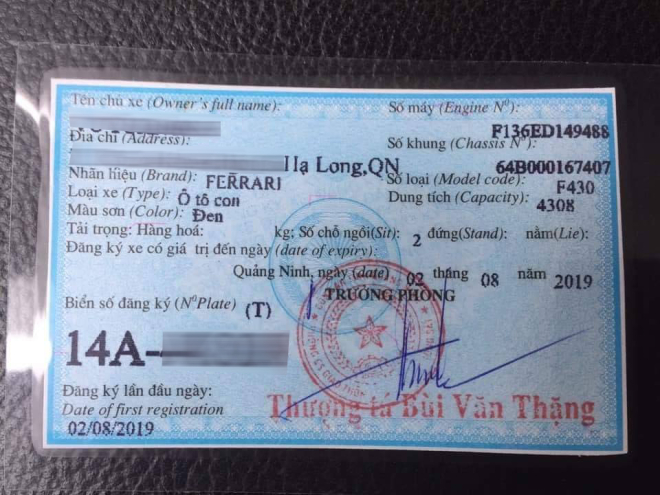 Tên chủ xe (Owner's full name):
Số máy (Engine Nº):
F136ED149488
Địa chỉ (Address):
Số khung (Chassis Nº):
Hạ Long,QN
64B000167407
Nhãn hiệu (Brand): FERRARI
Số loại (Model code): F430
Loại xe (Type): Ô tô con
Dung tích (Capacity): 4308
Màu sơn (Color): Đen
Tải trọng: Hàng hoá: kg; Số chỗ ngồi(Sit): 2 đứng(Stand): nằm(Lie):
Đăng ký xe có giá trị đến ngày (date of expiry):
Quảng Ninh, ngày (date) 02 tháng 08 năm 2019
TRƯỞNG PHÒNG
Biển số đăng ký (NºPlate) (T)
14A-
Đăng ký lần đầu ngày:
Date of first registration
02/08/2019
Thượng tá Bùi Văn Thặng